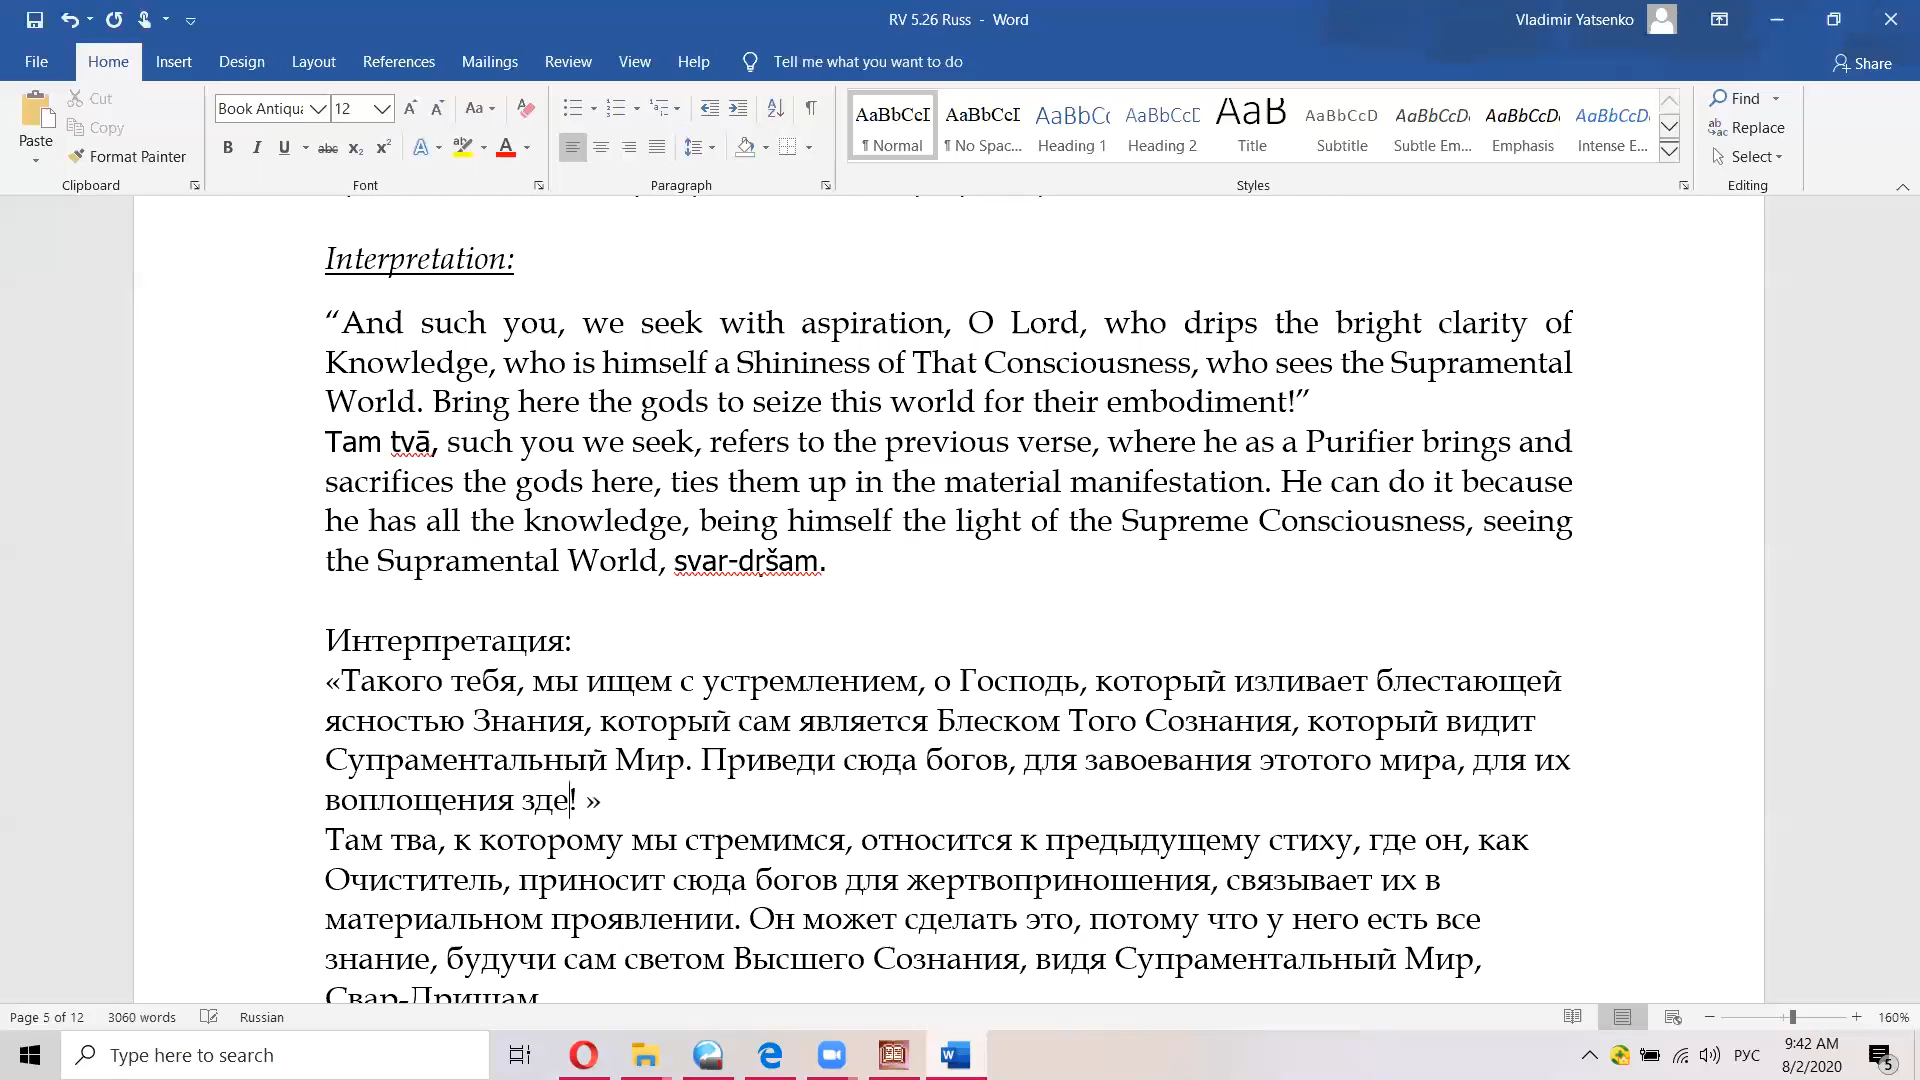 RV 5.26 Russ - Word
Vladimir Yatsenko
File Home Insert Design Layout References Mailings Review View Help Tell me what you want to do Share
Paste
Cut
Copy
Format Painter
Clipboard
Book Antiqua 12
Font
Paragraph
AaBbCcD AaBbCcD AaBbCc AaBbCcD AaB AaBbCcD AaBbCcD AaBbCcD AaBbCcD
¶ Normal ¶ No Spac... Heading 1 Heading 2 Title Subtitle Subtle Em... Emphasis Intense E...
Styles
Find
Replace
Select
Editing
Interpretation:
“And such you, we seek with aspiration, O Lord, who drips the bright clarity of
Knowledge, who is himself a Shininess of That Consciousness, who sees the Supramental
World. Bring here the gods to seize this world for their embodiment!”
Tam tvā, such you we seek, refers to the previous verse, where he as a Purifier brings and
sacrifices the gods here, ties them up in the material manifestation. He can do it because
he has all the knowledge, being himself the light of the Supreme Consciousness, seeing
the Supramental World, svar-dṛšam.
Интерпретация:
«Такого тебя, мы ищем с устремлением, о Господь, который изливает блестающей
ясностью Знания, который сам является Блеском Того Сознания, который видит
Супраментальный Мир. Приведи сюда богов, для завоевания этотого мира, для их
воплощения зде! »
Там тва, к которому мы стремимся, относится к предыдущему стиху, где он, как
Очиститель, приносит сюда богов для жертвоприношения, связывает их в
материальном проявлении. Он может сделать это, потому что у него есть все
знание, будучи сам светом Высшего Сознания, видя Супраментальный Мир,
Свар-Дришам
Page 5 of 12 3060 words Russian 160%
Type here to search
РУС
9:42 AM
8/2/2020
5